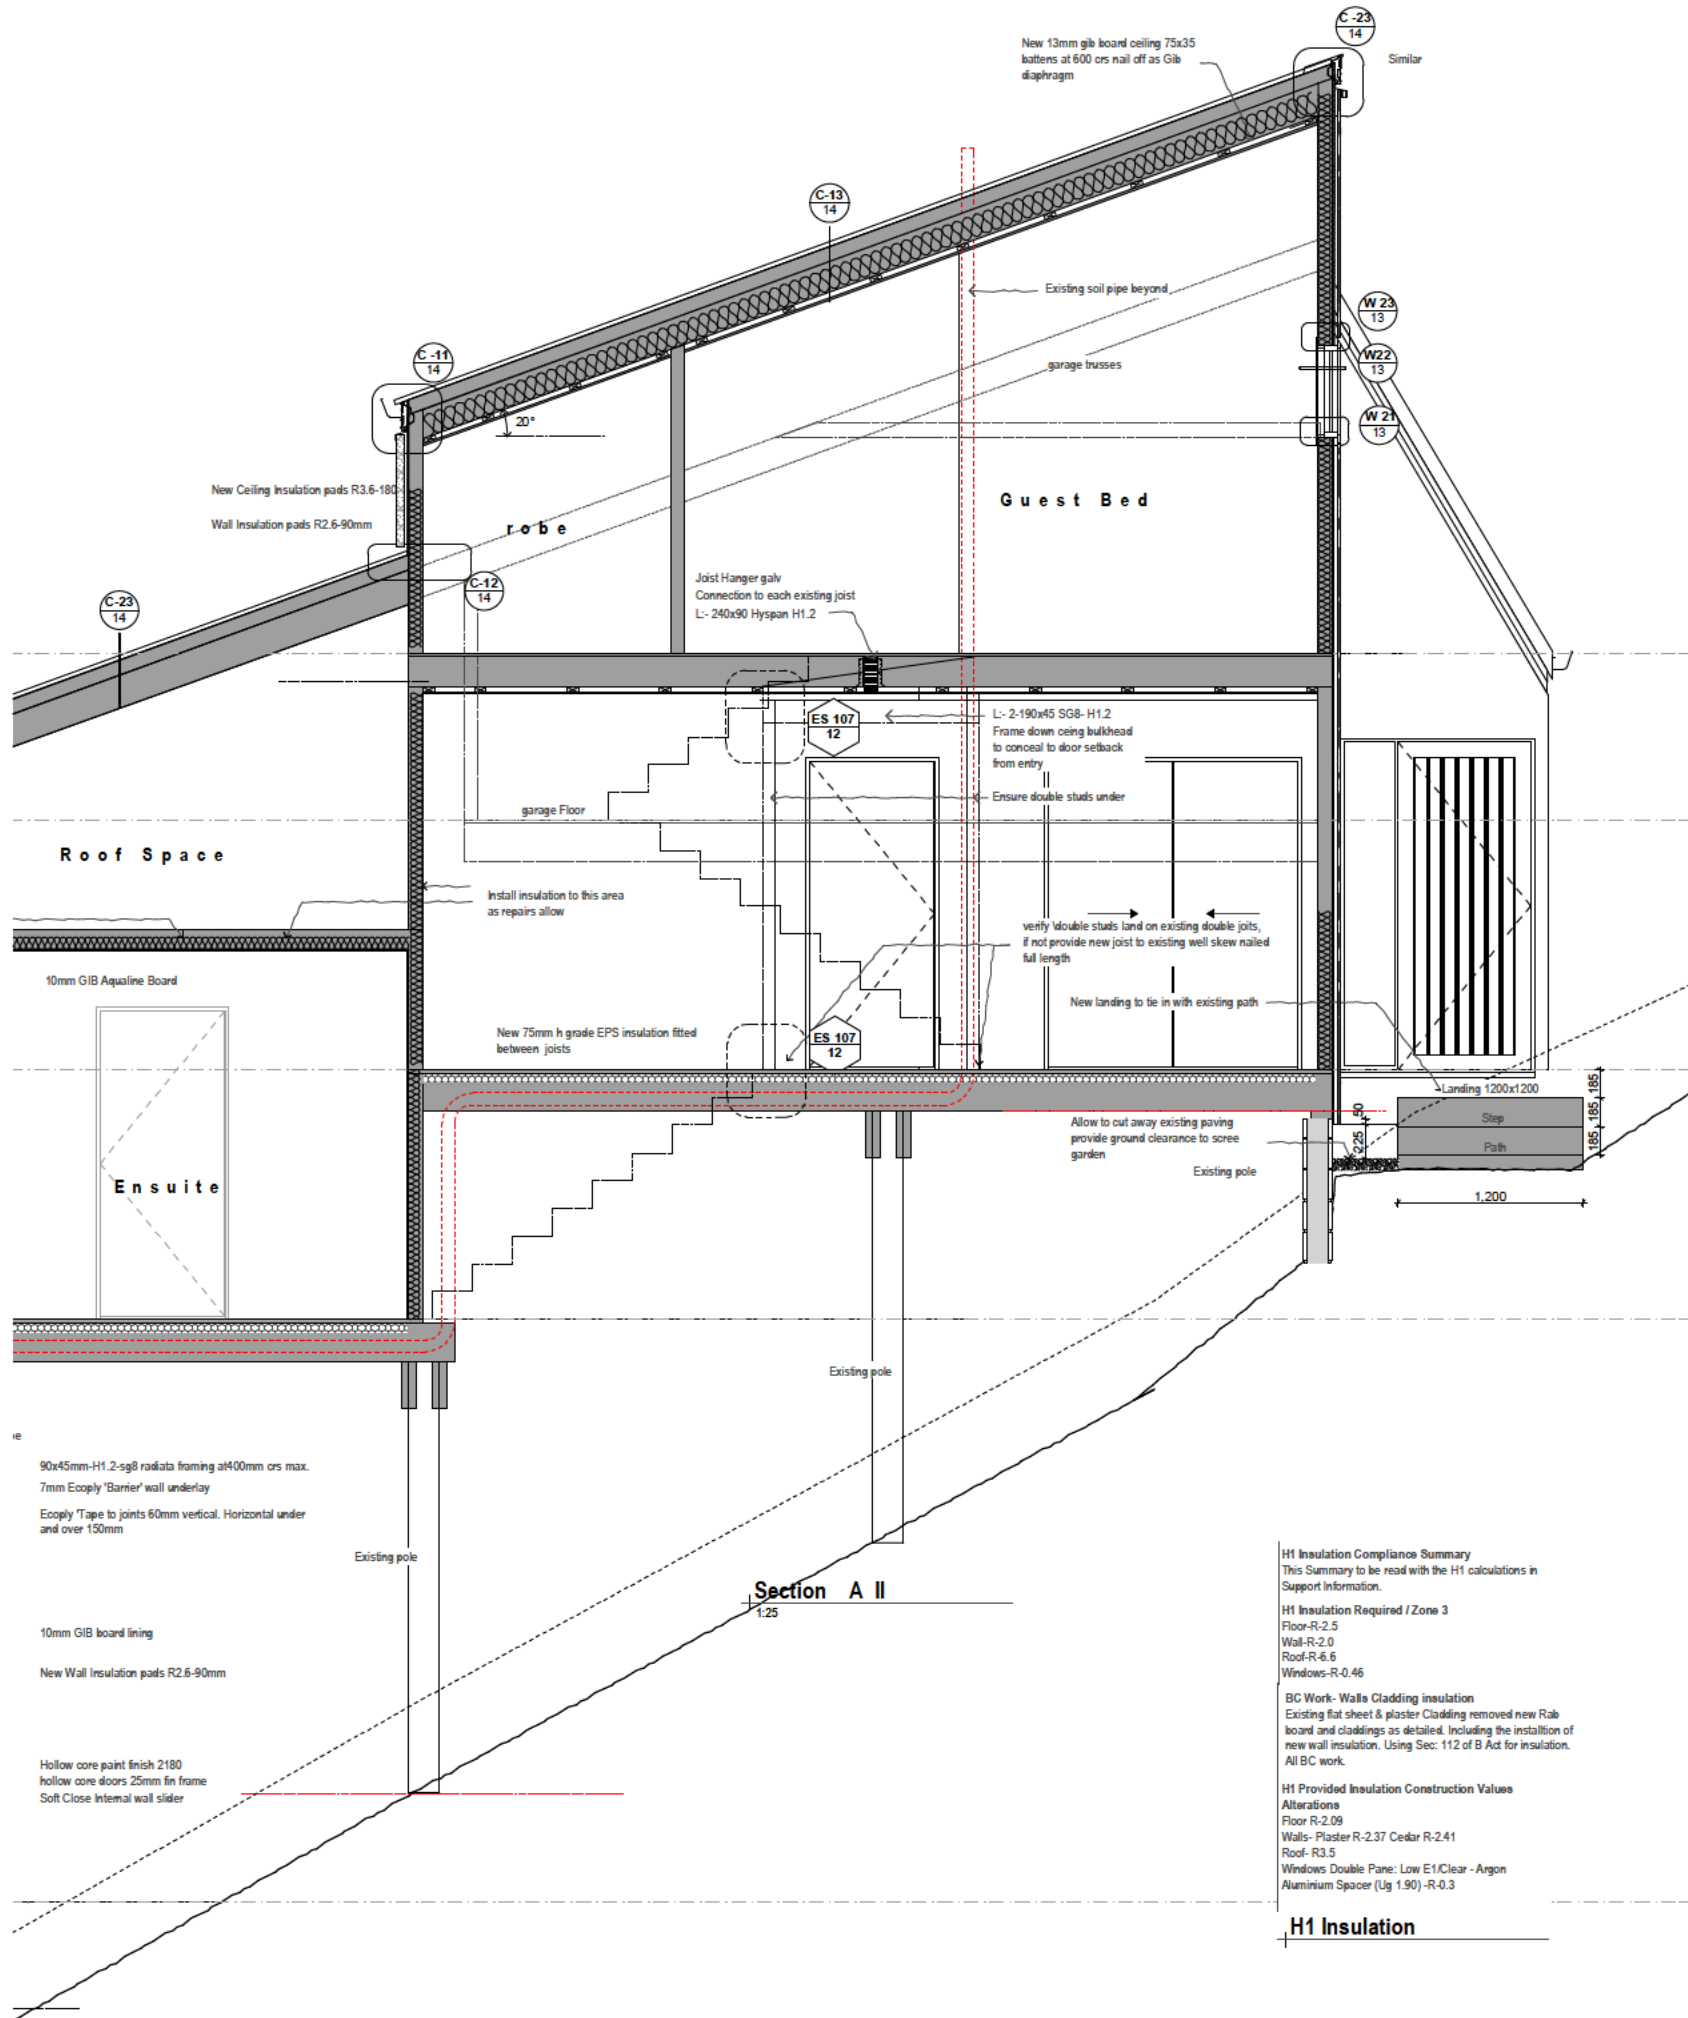 C -23
14
Similar
New 13mm gib board ceiling 75x35
battens at 600 crs nail off as Gib
diaphragm
C-13
14
Existing soil pipe beyond
W 23
13
garage trusses
W22
13
C -11
14
W 21
13
20°
New Ceiling Insulation pads R3.6-180
Wall Insulation pads R2.6-90mm
robe
Guest Bed
Joist Hanger galv
Connection to each existing joist
L:- 240x90 Hyspan H1.2
C-12
14
C-23
14
ES 107
12
L:- 2-190x45 SG8- H1.2
Frame down ceing bulkhead
to conceal to door setback
from entry
Ensure double studs under
garage Floor
Roof Space
Install insulation to this area
as repairs allow
verify \double studs land on existing double joits,
if not provide new joist to existing well skew nailed
full length
10mm GIB Aqualine Board
New landing to tie in with existing path
New 75mm h grade EPS insulation fitted
between joists
ES 107
12
Landing 1200x1200
185
185
185
50
225
Step
Path
Allow to cut away existing paving
provide ground clearance to scree
garden
Existing pole
1,200
Ensuite
Existing pole
90x45mm-H1.2-sg8 radiata framing at400mm crs max.
7mm Ecoply 'Barrier' wall underlay
Ecoply 'Tape to joints 60mm vertical. Horizontal under
and over 150mm
Existing pole
Section A II
1:25
10mm GIB board lining
New Wall Insulation pads R2.6-90mm
Hollow core paint finish 2180
hollow core doors 25mm fin frame
Soft Close Internal wall slider
H1 Insulation Compliance Summary
This Summary to be read with the H1 calculations in
Support Information.
H1 Insulation Required / Zone 3
Floor-R-2.5
Wall-R-2.0
Roof-R-6.6
Windows-R-0.46
BC Work- Walls Cladding insulation
Existing flat sheet & plaster Cladding removed new Rab
board and claddings as detailed. Including the installtion of
new wall insulation. Using Sec: 112 of B Act for insulation.
All BC work.
H1 Provided Insulation Construction Values
Alterations
Floor R-2.09
Walls- Plaster R-2.37 Cedar R-2.41
Roof- R3.5
Windows Double Pane: Low E1/Clear - Argon
Aluminium Spacer (Ug 1.90) -R-0.3
H1 Insulation